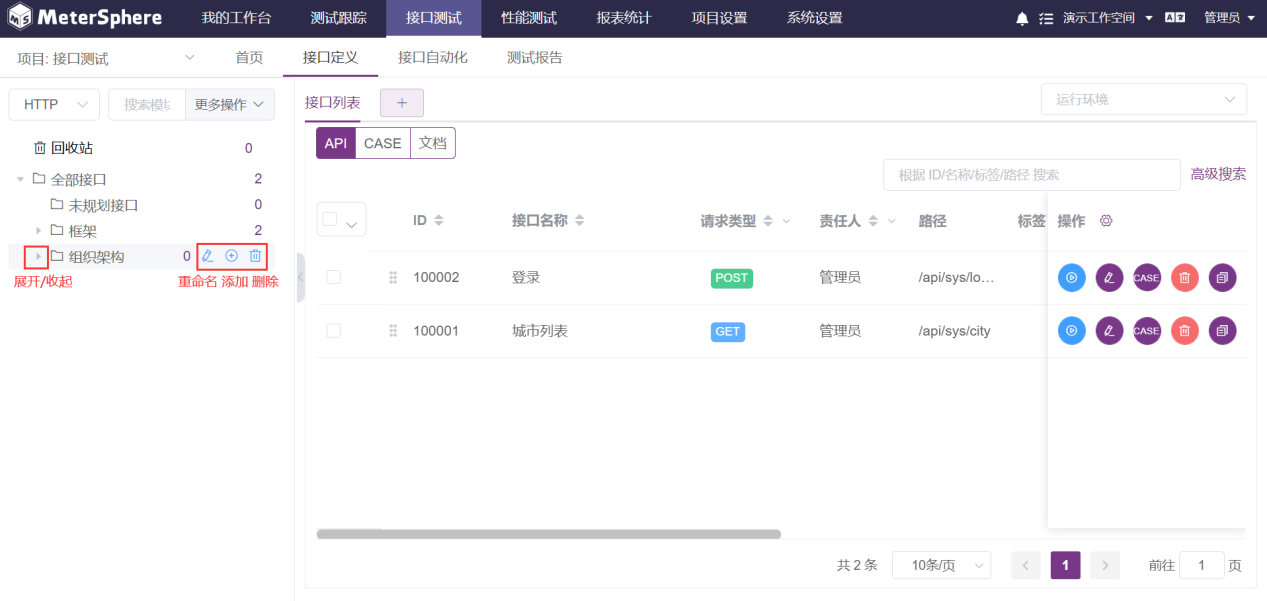 MeterSphere 我的工作台 测试跟踪 接口测试 性能测试 报表统计 项目设置 系统设置 演示工作空间 管理员
项目: 接口测试 首页 接口定义 接口自动化 测试报告
HTTP 搜索模块 更多操作 接口列表 + 运行环境
API CASE 文档
回收站 0
根据 ID/名称/标签/路径 搜索 高级搜索
全部接口 2
未规划接口 0
框架 2
组织架构 0
展开/收起 重命名 添加 删除
ID 接口名称 请求类型 责任人 路径 标签 操作
100002 登录 POST 管理员 /api/sys/lo… CASE
100001 城市列表 GET 管理员 /api/sys/city CASE
共 2 条 10条/页 1 前往 1 页